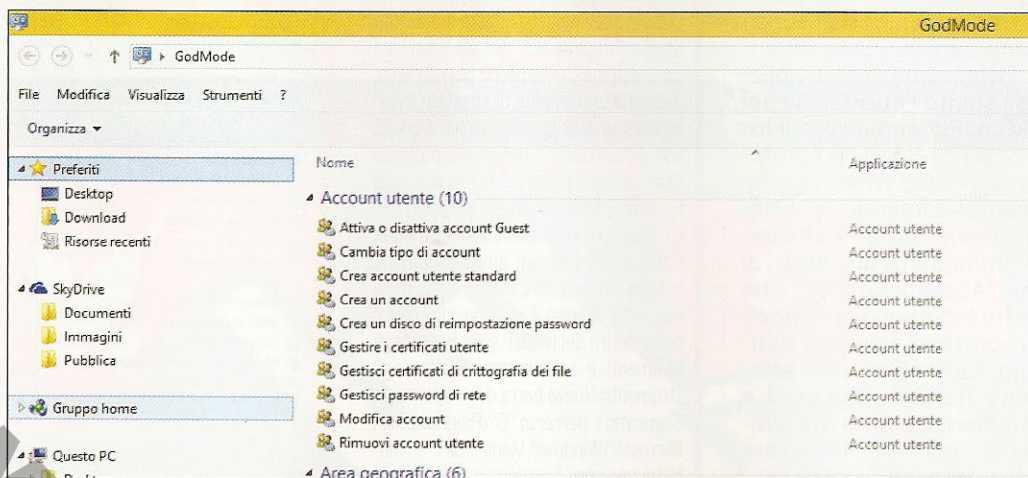 GodMode
GodMode
File Modifica Visualizza Strumenti ?
Organizza
Preferiti
Desktop
Download
Risorse recenti
SkyDrive
Documenti
Immagini
Pubblica
Gruppo home
Questo PC
Nome Applicazione
Account utente (10)
Attiva o disattiva account Guest Account utente
Cambia tipo di account Account utente
Crea account utente standard Account utente
Crea un account Account utente
Crea un disco di reimpostazione password Account utente
Gestire i certificati utente Account utente
Gestisci certificati di crittografia dei file Account utente
Gestisci password di rete Account utente
Modifica account Account utente
Rimuovi account utente Account utente
Area geografica (6)